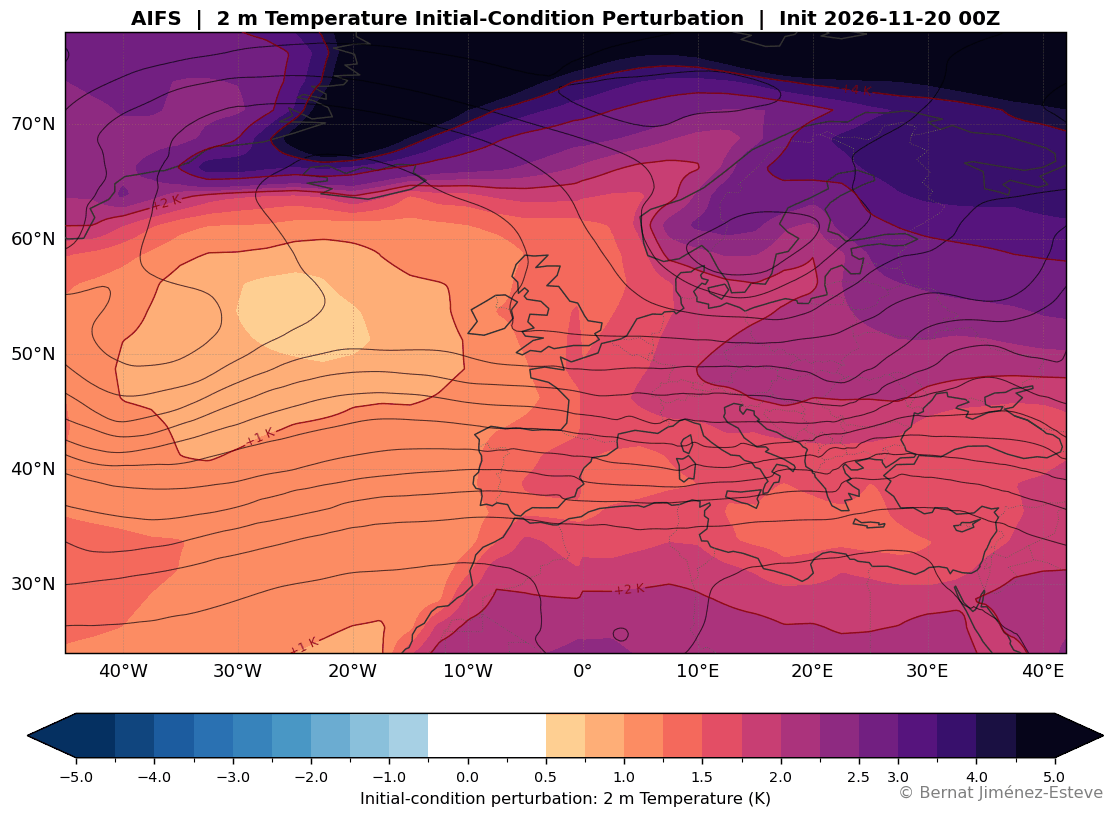 AIFS | 2 m Temperature Initial-Condition Perturbation | Init 2026-11-20 00Z
70°N
60°N
50°N
40°N
30°N
+4 K
+2 K
+1 K
+2 K
+1 K
40°W 30°W 20°W 10°W 0° 10°E 20°E 30°E 40°E
−5.0 −4.0 −3.0 −2.0 −1.0 0.0 0.5 1.0 1.5 2.0 2.5 3.0 4.0 5.0
Initial-condition perturbation: 2 m Temperature (K)
© Bernat Jiménez-Esteve